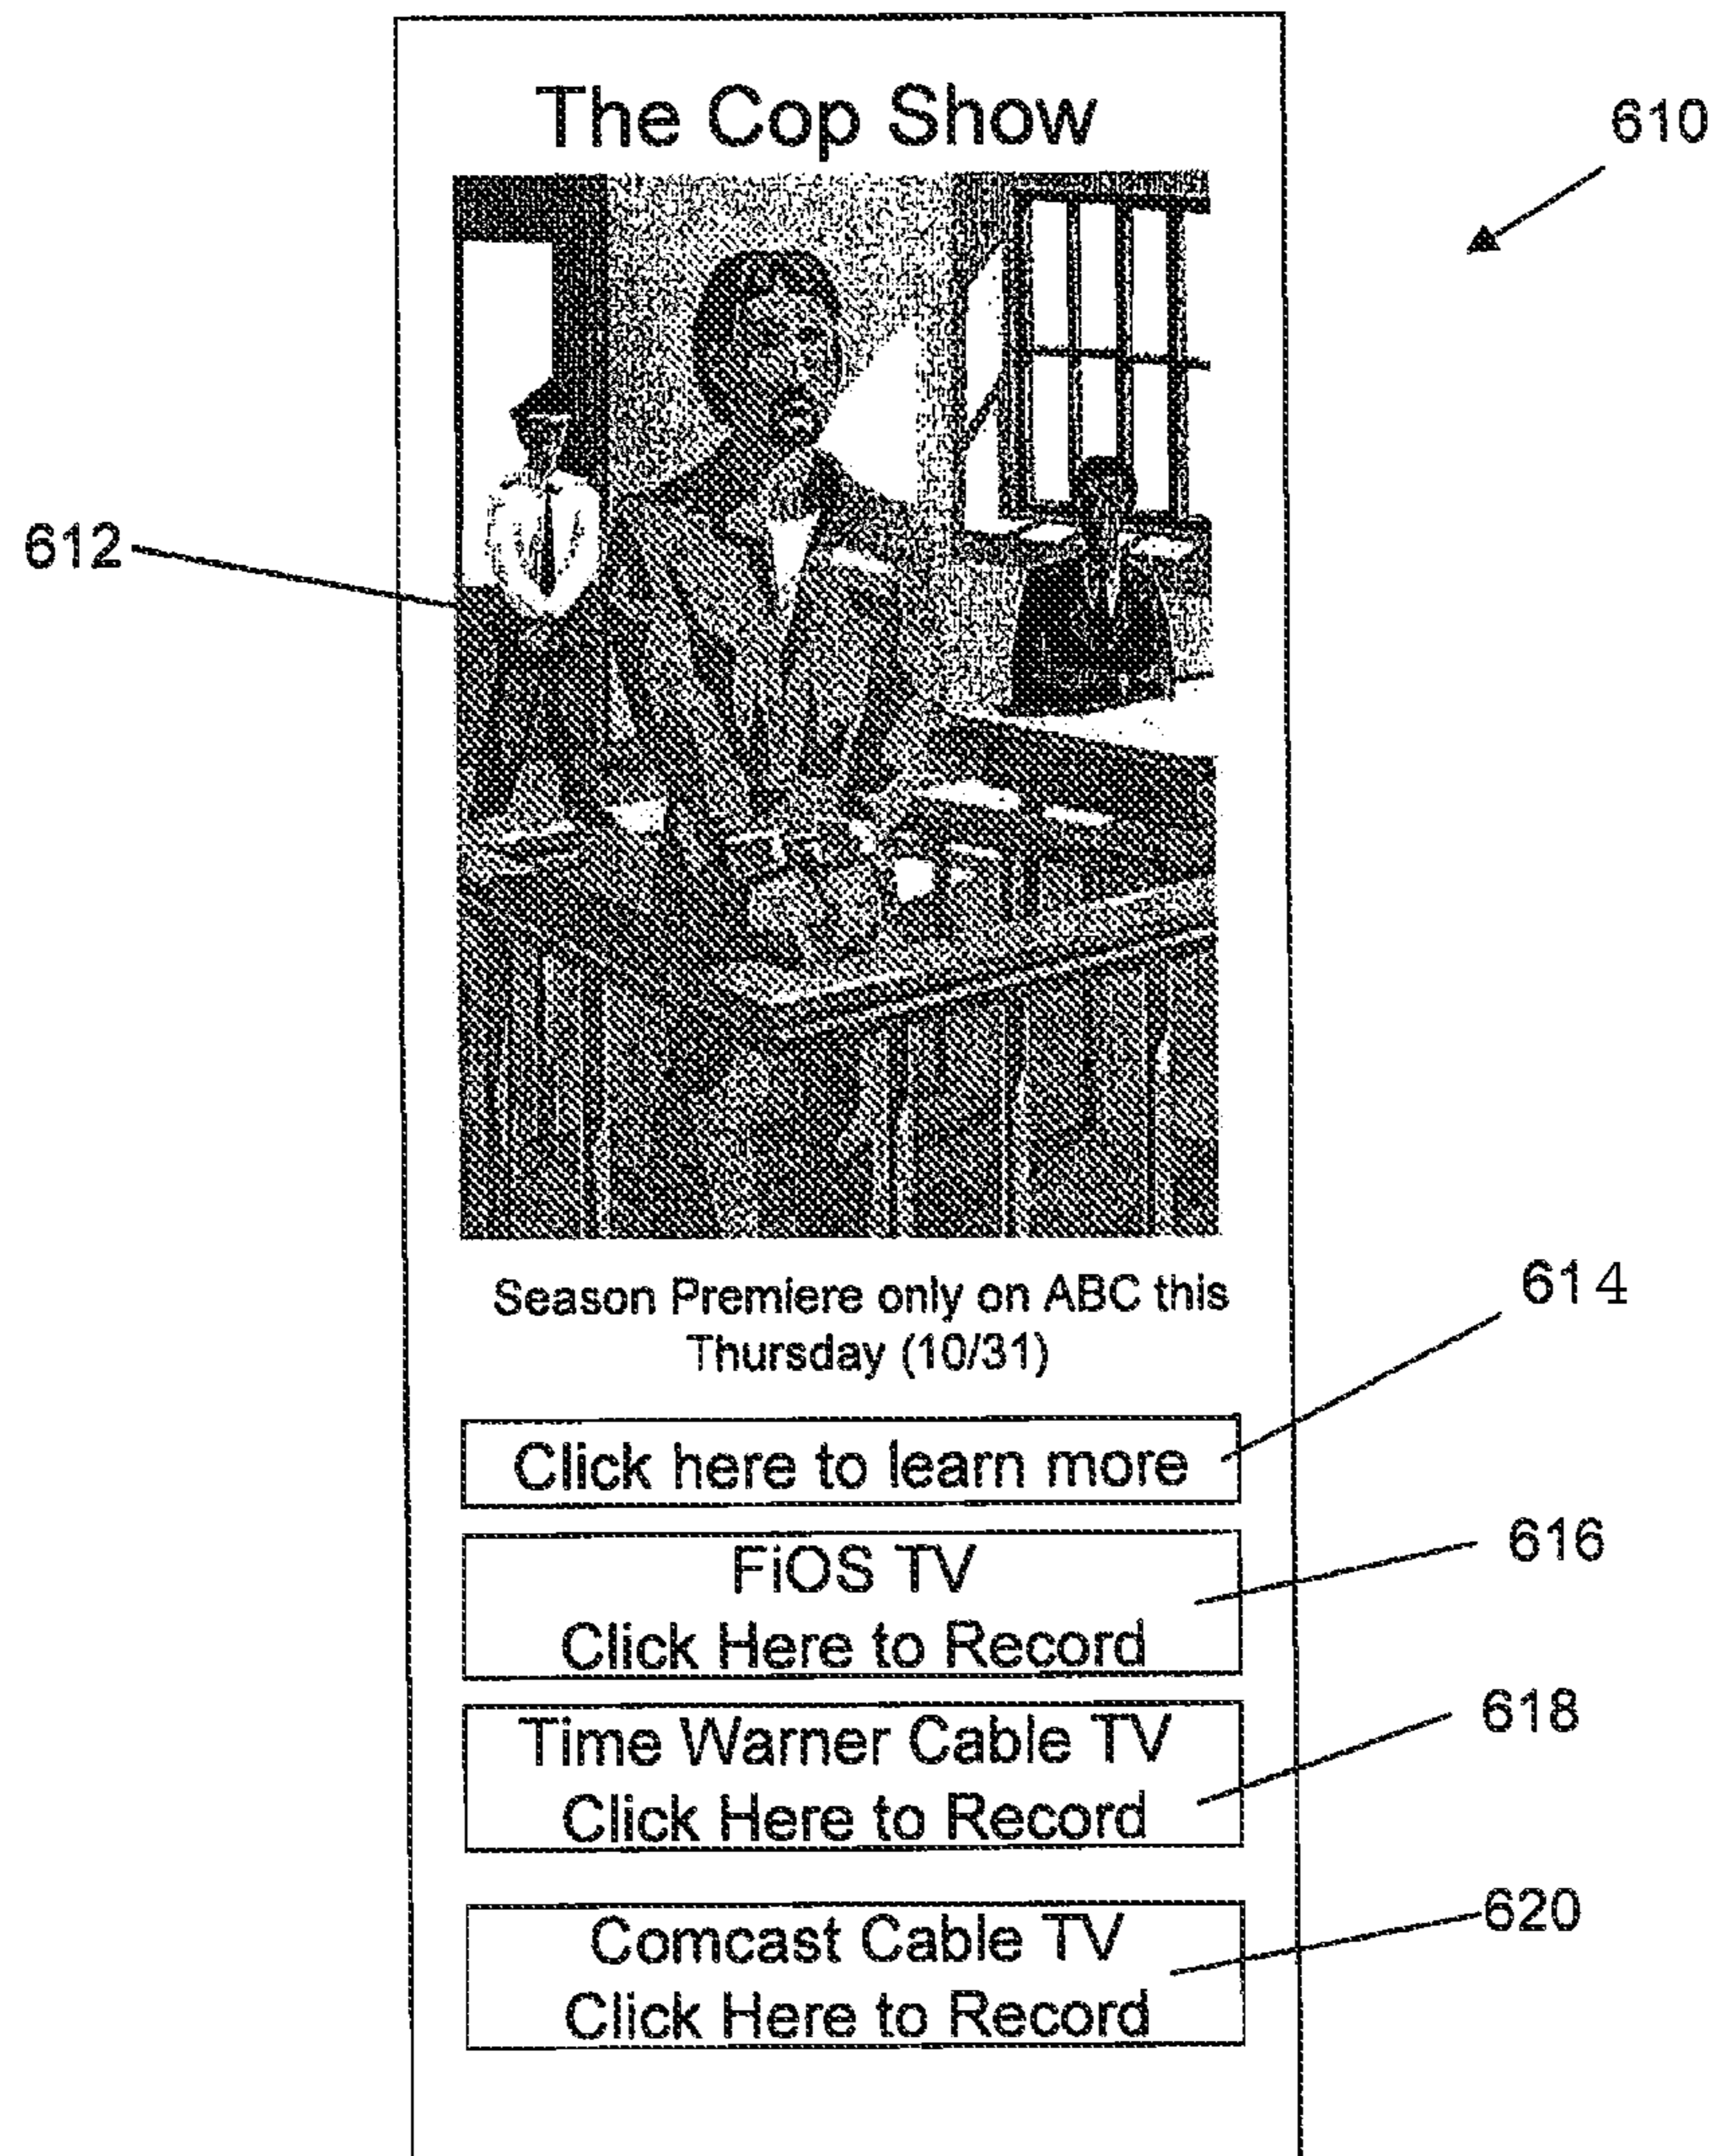 The Cop Show
610
612
Season Premiere only on ABC this
Thursday (10/31)
614
Click here to learn more
616
FiOS TV
Click Here to Record
618
Time Warner Cable TV
Click Here to Record
620
Comcast Cable TV
Click Here to Record